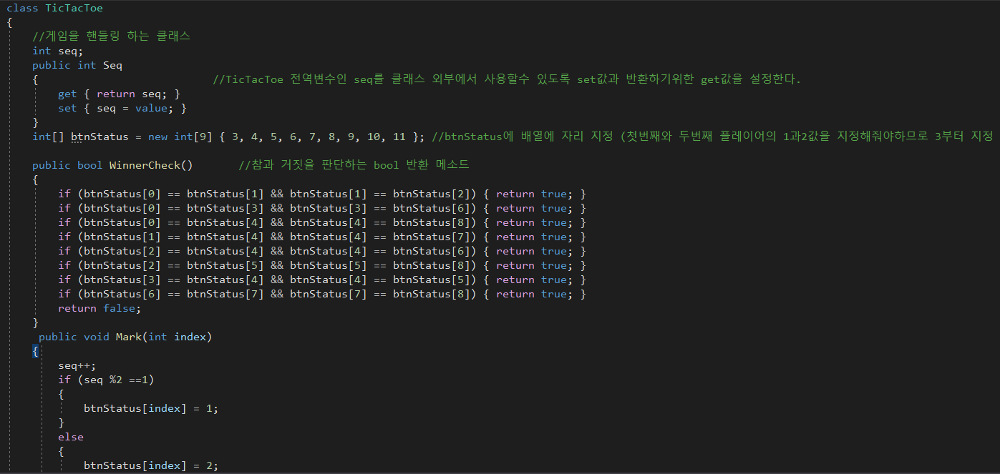 class TicTacToe
{
//게임을 핸들링 하는 클래스
int seq;
public int Seq
{ //TicTacToe 전역변수인 seq를 클래스 외부에서 사용할수 있도록 set값과 반환하기위한 get값을 설정한다.
get { return seq; }
set { seq = value; }
}
int[] btnStatus = new int[9] { 3, 4, 5, 6, 7, 8, 9, 10, 11 }; //btnStatus에 배열에 자리 지정 (첫번째와 두번째 플레이어의 1과2값을 지정해줘야하므로 3부터 지정
public bool WinnerCheck() //참과 거짓을 판단하는 bool 반환 메소드
{
if (btnStatus[0] == btnStatus[1] && btnStatus[1] == btnStatus[2]) { return true; }
if (btnStatus[0] == btnStatus[3] && btnStatus[3] == btnStatus[6]) { return true; }
if (btnStatus[0] == btnStatus[4] && btnStatus[4] == btnStatus[8]) { return true; }
if (btnStatus[1] == btnStatus[4] && btnStatus[4] == btnStatus[7]) { return true; }
if (btnStatus[2] == btnStatus[4] && btnStatus[4] == btnStatus[6]) { return true; }
if (btnStatus[2] == btnStatus[5] && btnStatus[5] == btnStatus[8]) { return true; }
if (btnStatus[3] == btnStatus[4] && btnStatus[4] == btnStatus[5]) { return true; }
if (btnStatus[6] == btnStatus[7] && btnStatus[7] == btnStatus[8]) { return true; }
return false;
}
public void Mark(int index)
{
seq++;
if (seq %2 ==1)
{
btnStatus[index] = 1;
}
else
{
btnStatus[index] = 2;